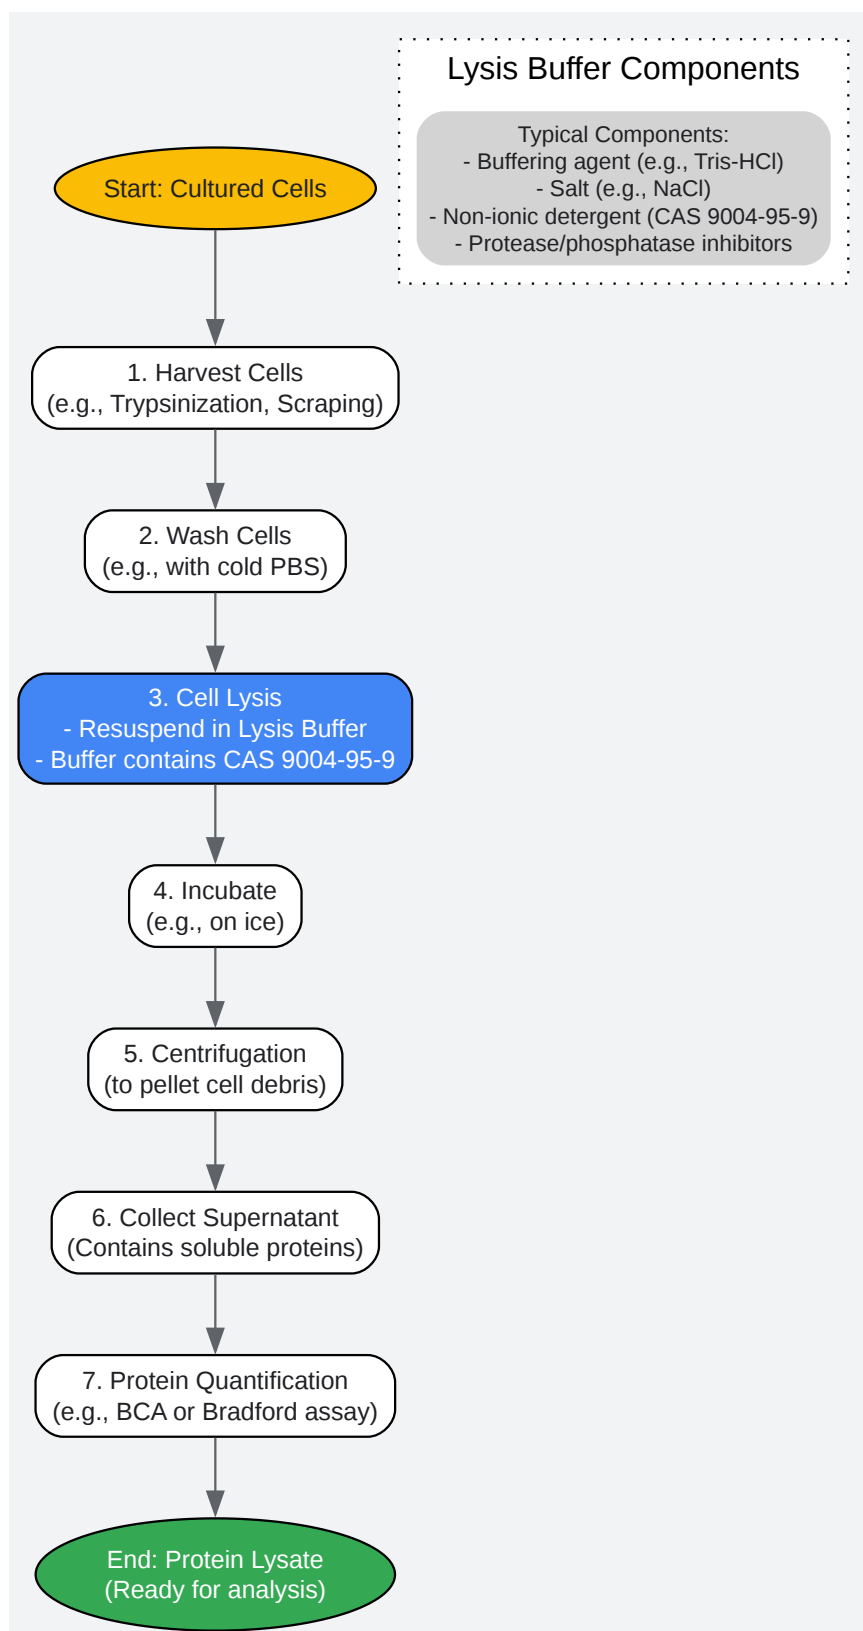 Lysis Buffer Components
Typical Components:
- Buffering agent (e.g., Tris-HCl)
- Salt (e.g., NaCl)
- Non-ionic detergent (CAS 9004-95-9)
- Protease/phosphatase inhibitors
Start: Cultured Cells
1. Harvest Cells
(e.g., Trypsinization, Scraping)
2. Wash Cells
(e.g., with cold PBS)
3. Cell Lysis
- Resuspend in Lysis Buffer
- Buffer contains CAS 9004-95-9
4. Incubate
(e.g., on ice)
5. Centrifugation
(to pellet cell debris)
6. Collect Supernatant
(Contains soluble proteins)
7. Protein Quantification
(e.g., BCA or Bradford assay)
End: Protein Lysate
(Ready for analysis)